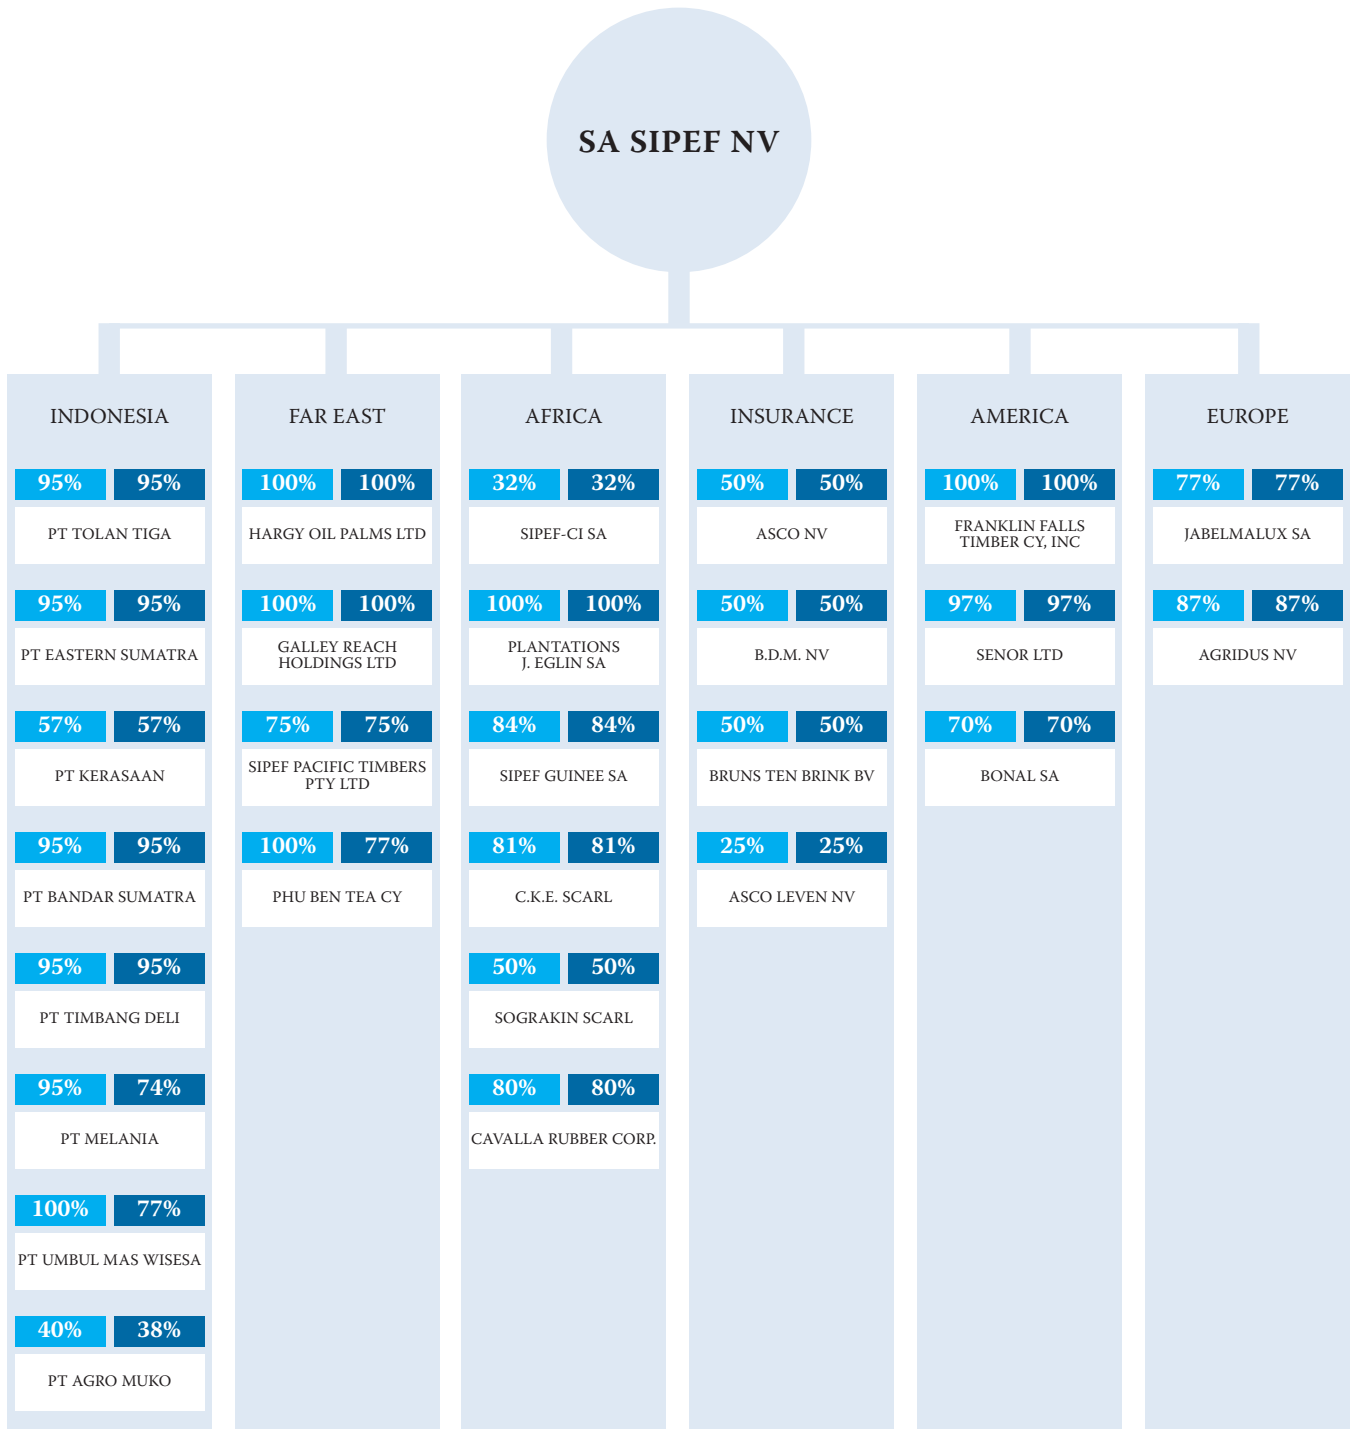 SA SIPEF NV
INDONESIA
95% 95%
PT TOLAN TIGA
95% 95%
PT EASTERN SUMATRA
57% 57%
PT KERASAAN
95% 95%
PT BANDAR SUMATRA
95% 95%
PT TIMBANG DELI
95% 74%
PT MELANIA
100% 77%
PT UMBUL MAS WISESA
40% 38%
PT AGRO MUKO
FAR EAST
100% 100%
HARGY OIL PALMS LTD
100% 100%
GALLEY REACH
HOLDINGS LTD
75% 75%
SIPEF PACIFIC TIMBERS
PTY LTD
100% 77%
PHU BEN TEA CY
AFRICA
32% 32%
SIPEF-CI SA
100% 100%
PLANTATIONS
J. EGLIN SA
84% 84%
SIPEF GUINEE SA
81% 81%
C.K.E. SCARL
50% 50%
SOGRAKIN SCARL
80% 80%
CAVALLA RUBBER CORP.
INSURANCE
50% 50%
ASCO NV
50% 50%
B.D.M. NV
50% 50%
BRUNS TEN BRINK BV
25% 25%
ASCO LEVEN NV
AMERICA
100% 100%
FRANKLIN FALLS
TIMBER CY, INC
97% 97%
SENOR LTD
70% 70%
BONAL SA
EUROPE
77% 77%
JABELMALUX SA
87% 87%
AGRIDUS NV